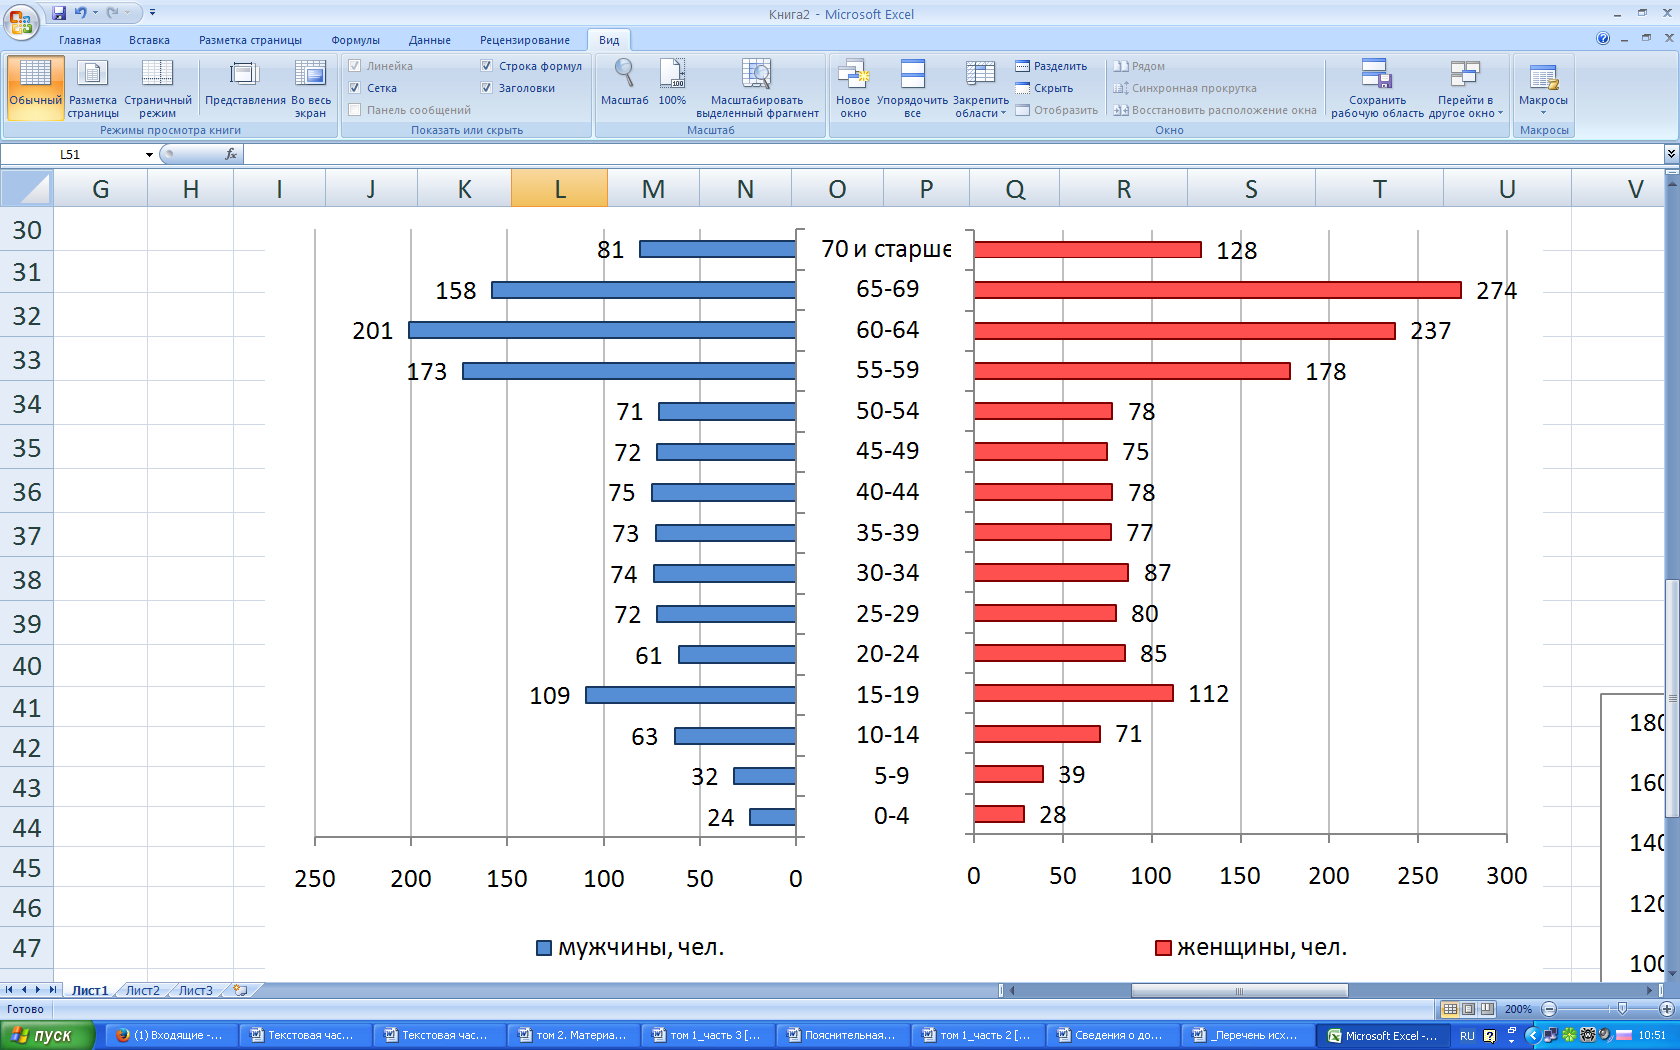 Книга2 - Microsoft Excel
Главная Вставка Разметка страницы Формулы Данные Рецензирование Вид
Обычный Разметка страницы Страничный режим Представления Во весь экран
Режимы просмотра книги
Линейка Строка формул
Сетка Заголовки
Панель сообщений
Показать или скрыть
Масштаб 100% Масштабировать выделенный фрагмент
Масштаб
Новое окно Упорядочить все Закрепить области
Разделить
Скрыть
Отобразить
Рядом
Синхронная прокрутка
Восстановить расположение окна
Сохранить рабочую область Перейти в другое окно
Окно
Макросы
Макросы
L51 fx
G H I J K L M N O P Q R S T U V
30
31
32
33
34
35
36
37
38
39
40
41
42
43
44
45
46
47
81 70 и старше 128
158 65-69 274
201 60-64 237
173 55-59 178
71 50-54 78
72 45-49 75
75 40-44 78
73 35-39 77
74 30-34 87
72 25-29 80
61 20-24 85
109 15-19 112
63 10-14 71
32 5-9 39
24 0-4 28
250 200 150 100 50 0 0 50 100 150 200 250 300
мужчины, чел. женщины, чел.
Лист1 Лист2 Лист3
Готово 200%
пуск (1) Входящие -... Текстовая час... Текстовая час... том 2. Материа... том 1_часть 3 [... Пояснительная... том 1_часть 2 [... Сведения о до... _Перечень исх... Microsoft Excel -... RU 10:51